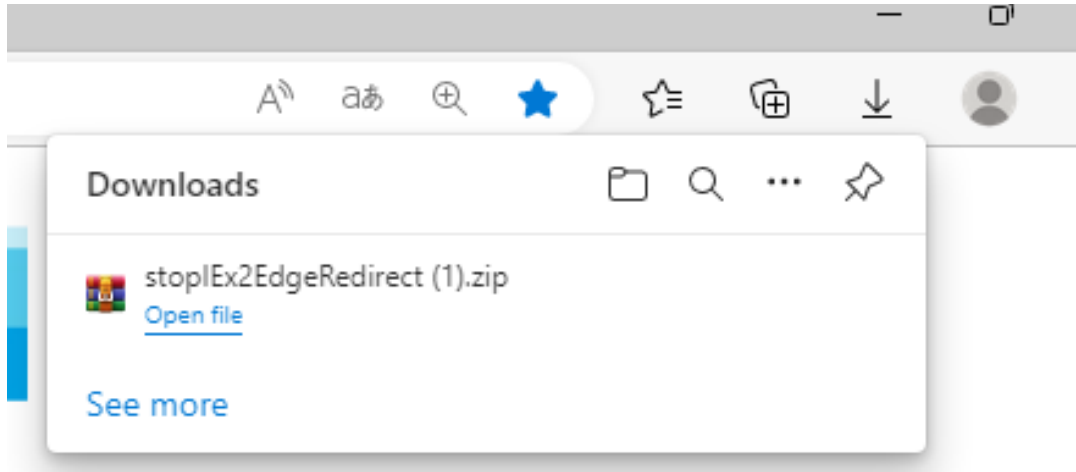 A
aあ
Downloads
stopIEx2EdgeRedirect (1).zip
Open file
See more